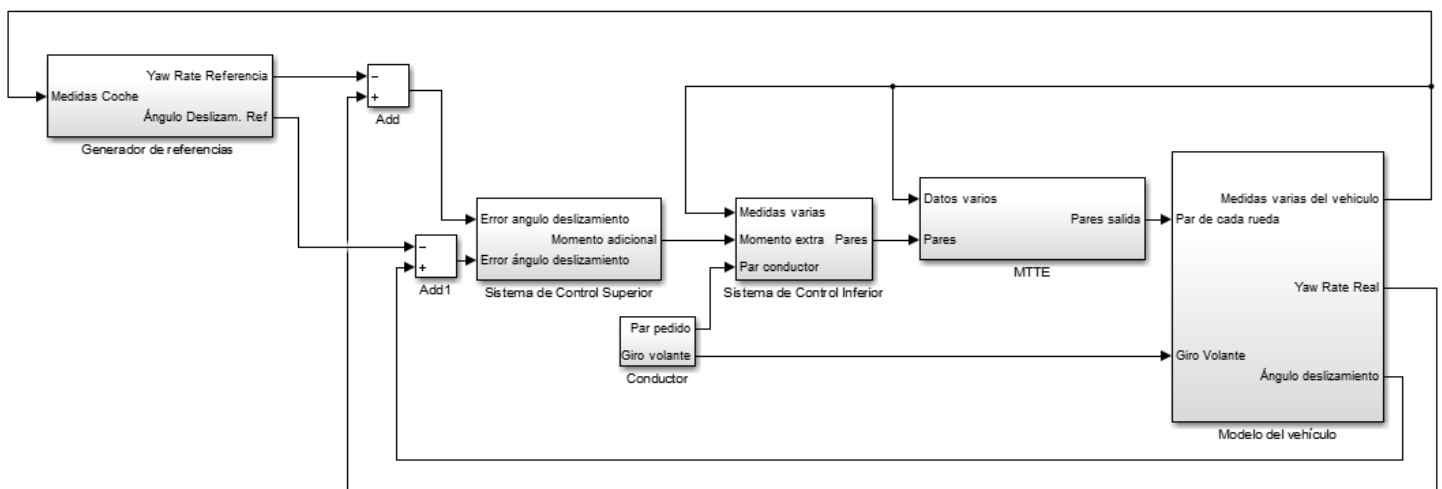 Yaw Rate Referencia
Medidas Coche
Ángulo Deslizam. Ref
Generador de referencias
−
+
Add
−
+
Add1
Error angulo deslizamiento
Momento adicional
Error ángulo deslizamiento
Sistema de Control Superior
Medidas varias
Momento extra
Pares
Par conductor
Sistema de Control Inferior
Par pedido
Giro volante
Conductor
Datos varios
Pares salida
Pares
MTTE
Medidas varias del vehiculo
Par de cada rueda
Yaw Rate Real
Giro Volante
Ángulo deslizamiento
Modelo del vehículo